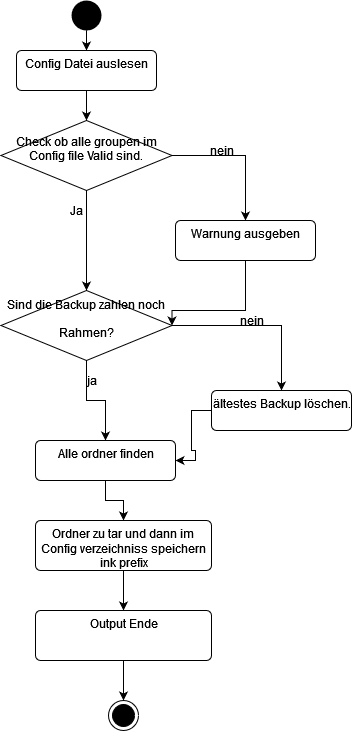 Config Datei auslesen
Check ob alle groupen im
Config file Valid sind.
nein
Ja
Warnung ausgeben
Sind die Backup zahlen noch
Rahmen?
nein
ja
ältestes Backup löschen.
Alle ordner finden
Ordner zu tar und dann im
Config verzeichniss speichern
ink prefix
Output Ende